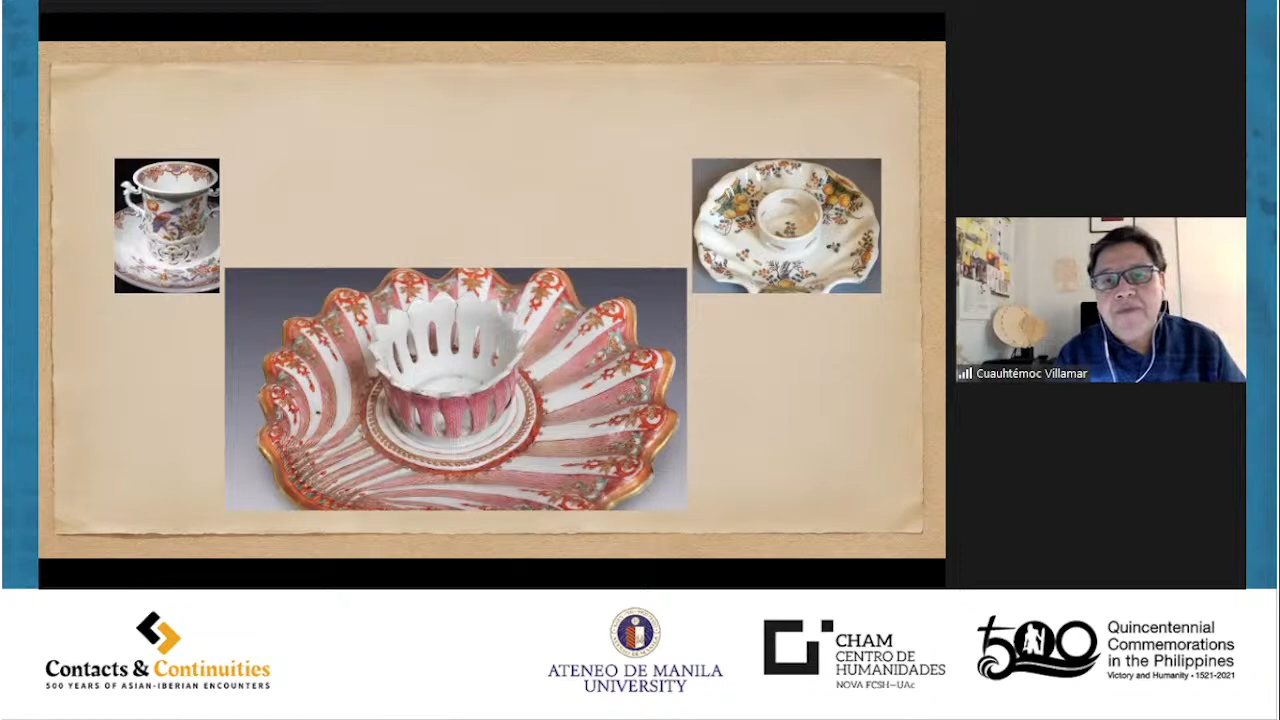 Cuauhtémoc Villamar
Contacts & Continuities
500 YEARS OF ASIAN-IBERIAN ENCOUNTERS
ATENEO DE MANILA
UNIVERSITY
CHAM
CENTRO DE
HUMANIDADES
NOVA FCSH—UAc
500
Quincentennial
Commemorations
in the Philippines
Victory and Humanity • 1521-2021